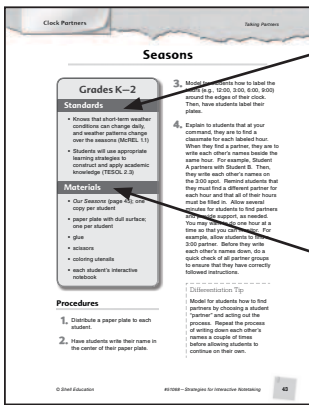 Clock Partners
Talking Partners
Seasons
Grades K—2
Standards
• Knows that short-term weather
conditions can change daily,
and weather patterns change
over the seasons (McREL 1.1)
• Students will use appropriate
learning strategies to
construct and apply academic
knowledge (TESOL 2.3)
Materials
• Our Seasons (page 43); one
copy per student
• paper plate with dull surface;
one per student
• glue
• scissors
• coloring utensils
• each student's interactive
notebook
Procedures
1. Distribute a paper plate to each
student.
2. Have students write their name in
the center of their paper plate.
3. Model for students how to label the
hours (e.g., 12:00, 3:00, 6:00, 9:00)
around the edges of their clock.
Then, have students label their
plates.
4. Explain to students that at your
command, they are to find a
classmate for each labeled hour.
When they find a partner, they are to
write each other's names beside the
same hour. For example, Student
A partners with Student B. Then,
they write each other's names on
the 3:00 spot. Remind students that
they must find a different partner for
each hour and that all of their hours
must be filled in. Allow several
minutes for students to find partners
and provide support, as needed.
You may want to do one hour at a
time so that you can monitor. For
example, allow students to find a
3:00 partner. Before they write
each other's names down, do a
quick check of all partner groups
to ensure that they have correctly
followed instructions.
Differentiation Tip
Model for students how to find
partners by choosing a student
"partner" and acting out the
process. Repeat the process
of writing down each other's
names a couple of times
before allowing students to
continue on their own.
© Shell Education
#51068—Strategies for Interactive Notetaking